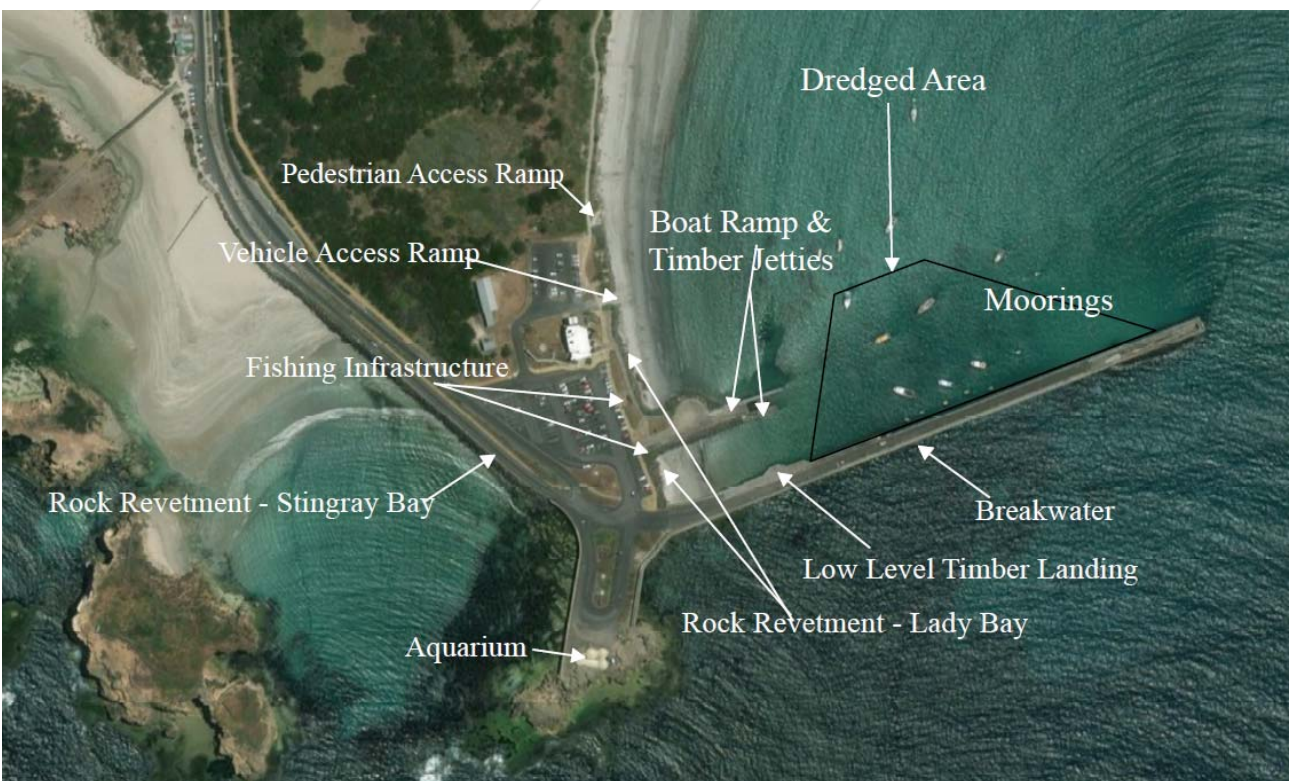 Dredged Area
Pedestrian Access Ramp
Boat Ramp &
Timber Jetties
Vehicle Access Ramp
Moorings
Fishing Infrastructure
Rock Revetment - Stingray Bay
Breakwater
Low Level Timber Landing
Rock Revetment - Lady Bay
Aquarium